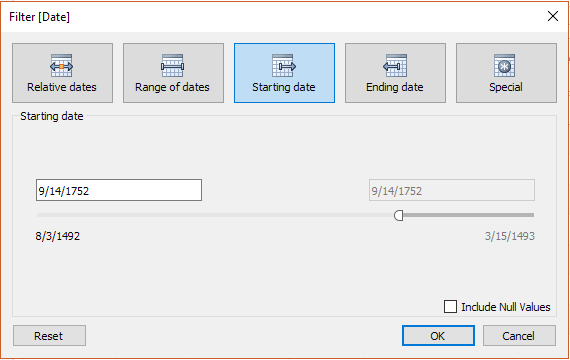 Filter [Date]
Relative dates
Range of dates
Starting date
Ending date
Special
Starting date
9/14/1752
9/14/1752
8/3/1492
3/15/1493
Include Null Values
Reset
OK
Cancel